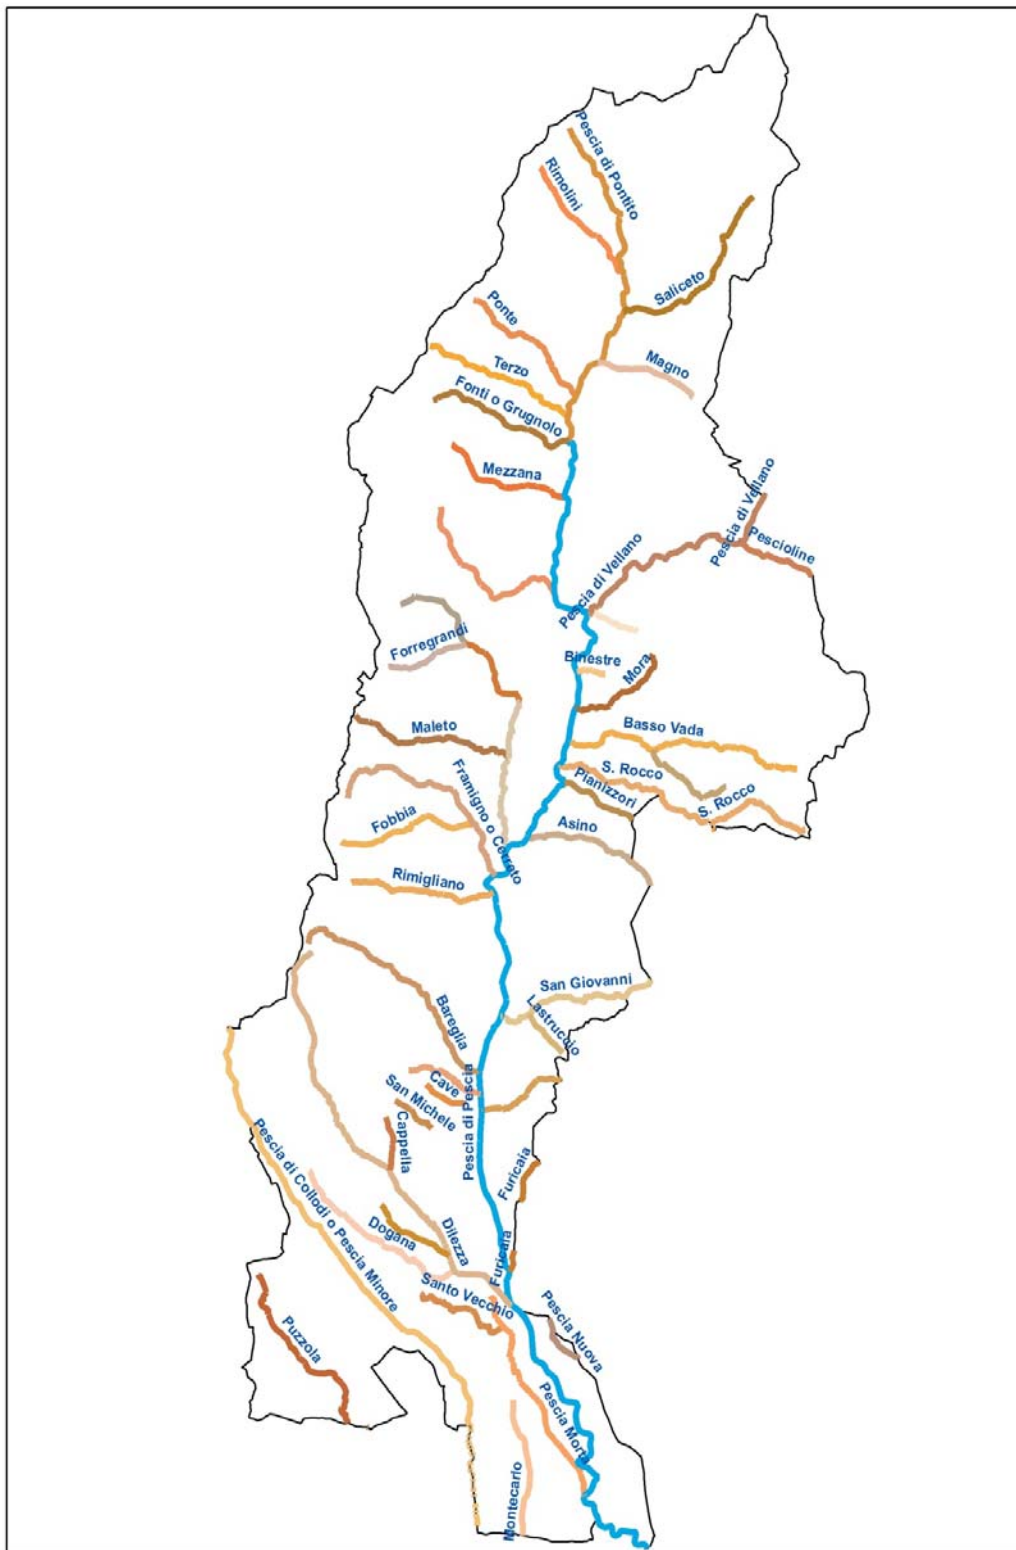 Pescia di Pontito
Rimolini
Saliceto
Ponte
Magno
Terzo
Fonti o Grugnolo
Mezzana
Pescia di Vellano
Pescioline
Pescia di Vellano
Forregrandi
Binestre
Mora
Maleto
Basso Vada
S. Rocco
Pianizzori
S. Rocco
Framigno o Cerreto
Fobbia
Asino
Rimigliano
San Giovanni
Lastruccio
Bareglia
Cave
San Michele
Pescia di Pescia
Cappella
Pescia di Collodi o Pescia Minore
Furicaia
Dogana
Dilezza
Furicaia
Santo Vecchio
Pescia Nuova
Puzzola
Pescia Morta
Montecarlo